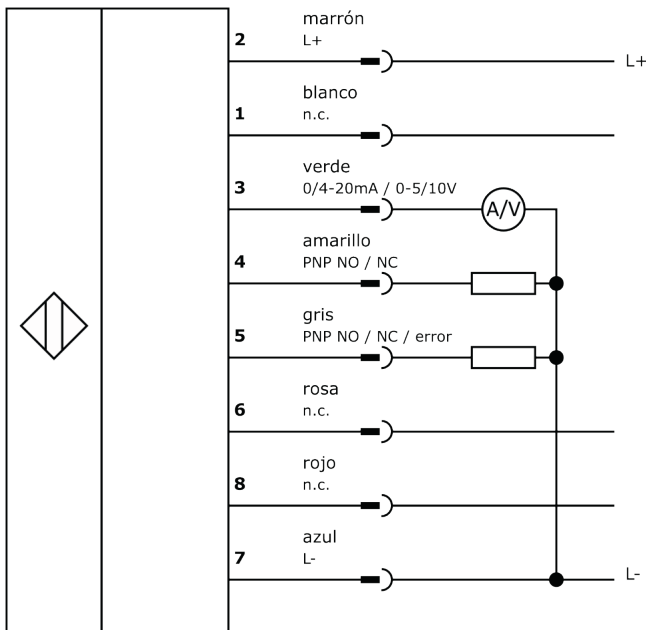 marrón
2 L+
L+
blanco
1 n.c.
verde
3 0/4-20mA / 0-5/10V
A/V
amarillo
4 PNP NO / NC
gris
5 PNP NO / NC / error
rosa
6 n.c.
rojo
8 n.c.
azul
7 L-
L-